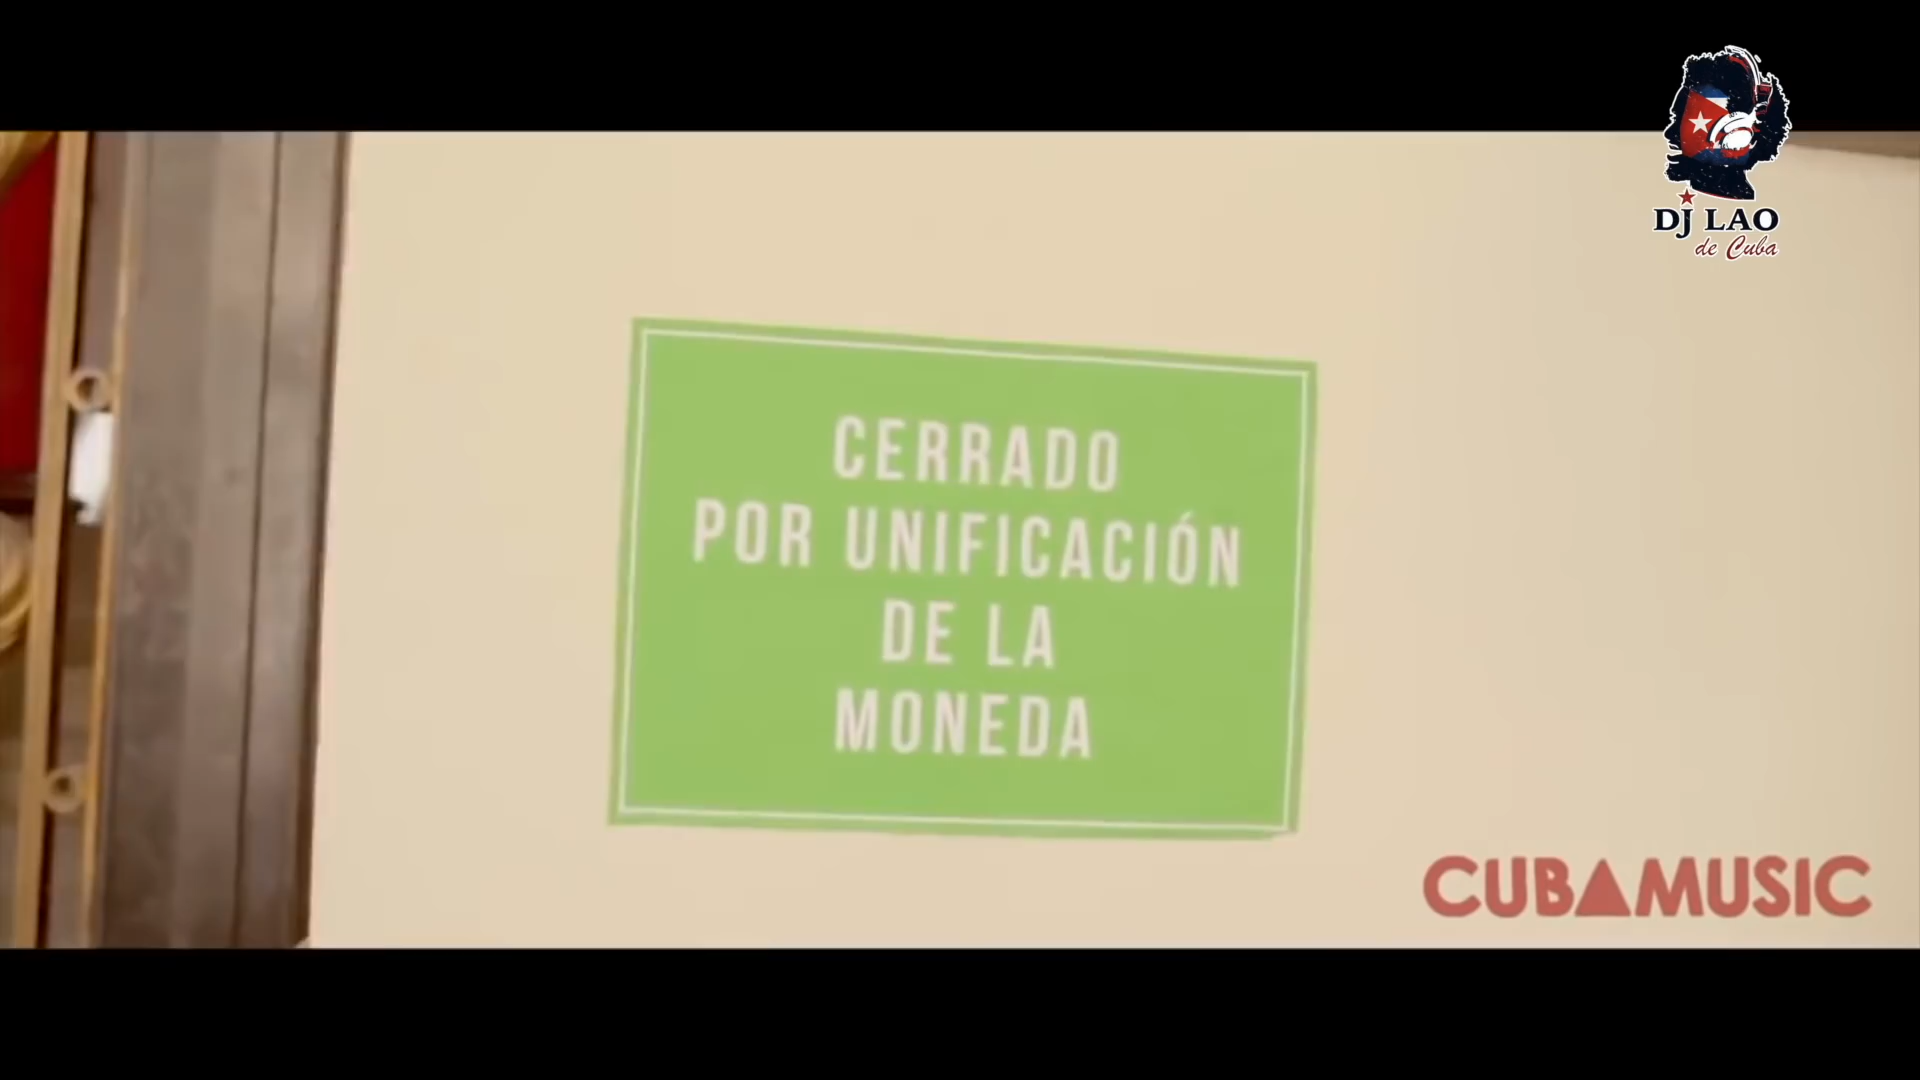 DJ LAO
de Cuba
CERRADO
POR UNIFICACIÓN
DE LA
MONEDA
CUBAMUSIC